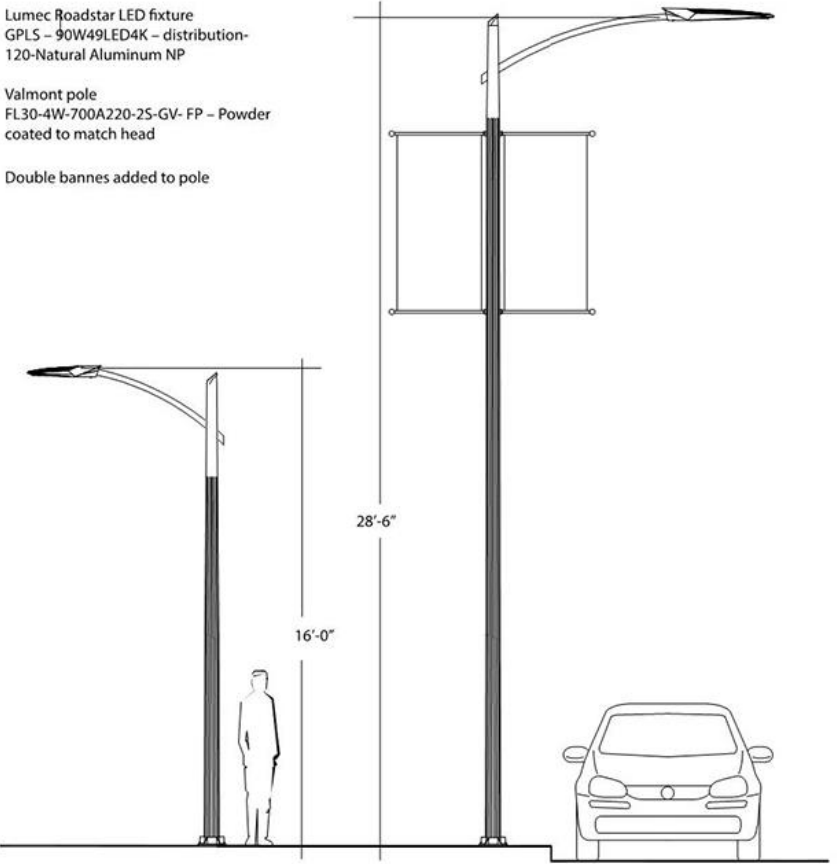 Lumec Roadstar LED fixture
GPLS – 90W49LED4K – distribution-
120-Natural Aluminum NP
Valmont pole
FL30-4W-700A220-2S-GV- FP – Powder
coated to match head
Double bannes added to pole
28’-6”
16’-0”